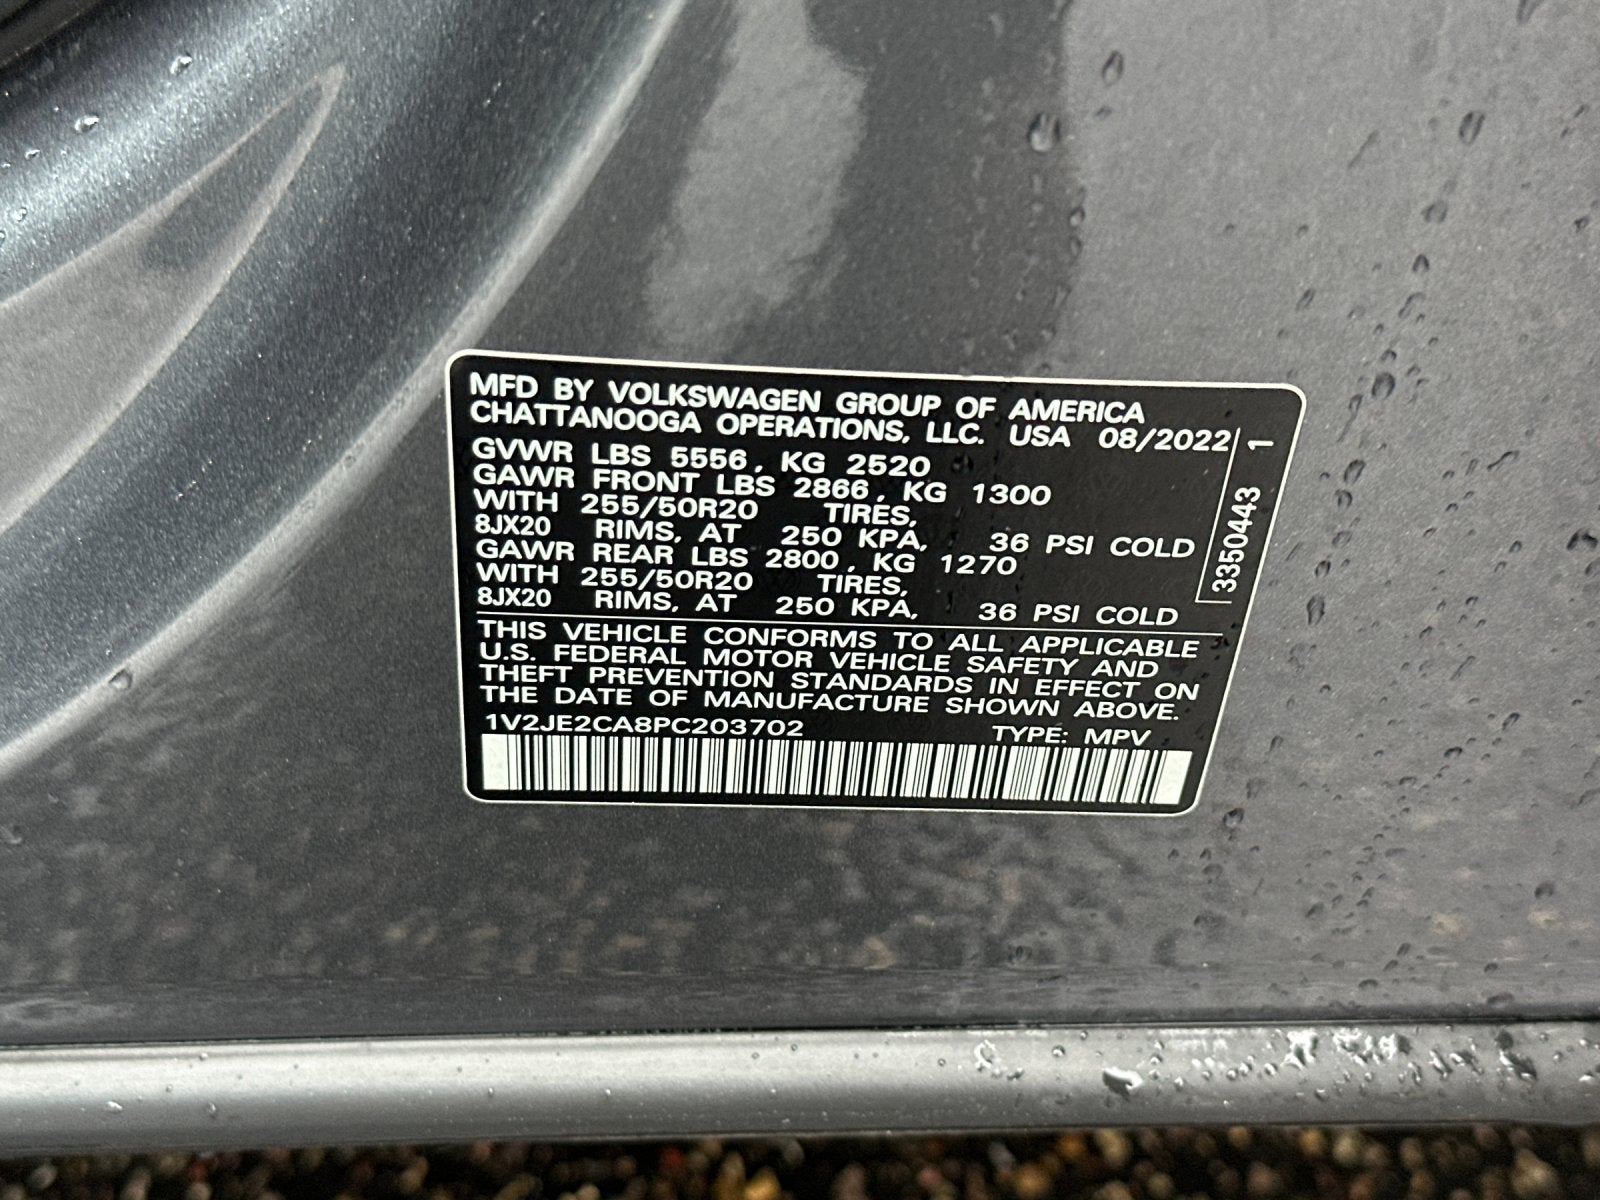 MFD BY VOLKSWAGEN GROUP OF AMERICA
CHATTANOOGA OPERATIONS, LLC. USA 08/2022
GVWR LBS 5556, KG 2520
GAWR FRONT LBS 2866, KG 1300
WITH 255/50R20 TIRES,
8JX20 RIMS, AT 250 KPA, 36 PSI COLD
GAWR REAR LBS 2800, KG 1270
WITH 255/50R20 TIRES,
8JX20 RIMS, AT 250 KPA, 36 PSI COLD
THIS VEHICLE CONFORMS TO ALL APPLICABLE
U.S. FEDERAL MOTOR VEHICLE SAFETY AND
THEFT PREVENTION STANDARDS IN EFFECT ON
THE DATE OF MANUFACTURE SHOWN ABOVE.
1V2JE2CA8PC203702 TYPE: MPV
3350443 1